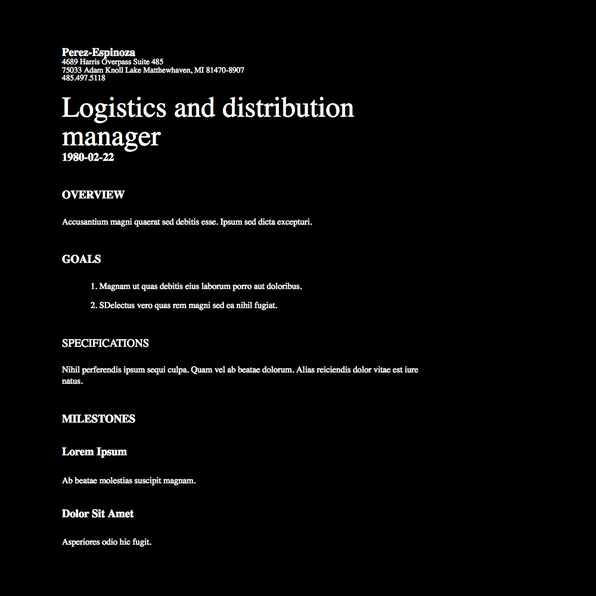 Perez-Espinoza
4689 Harris Overpass Suite 485
75033 Adam Knoll Lake Matthewhaven, MI 81470-8907
485.497.5118
Logistics and distribution
manager
1980-02-22
OVERVIEW
Accusantium magni quaerat sed debitis esse. Ipsum sed dicta excepturi.
GOALS
1. Magnam ut quas debitis eius laborum porro aut doloribus.
2. SDelectus vero quas rem magni sed ea nihil fugiat.
SPECIFICATIONS
Nihil perferendis ipsum sequi culpa. Quam vel ab beatae dolorum. Alias reiciendis dolor vitae est iure
natus.
MILESTONES
Lorem Ipsum
Ab beatae molestias suscipit magnam.
Dolor Sit Amet
Asperiores odio hic fugit.